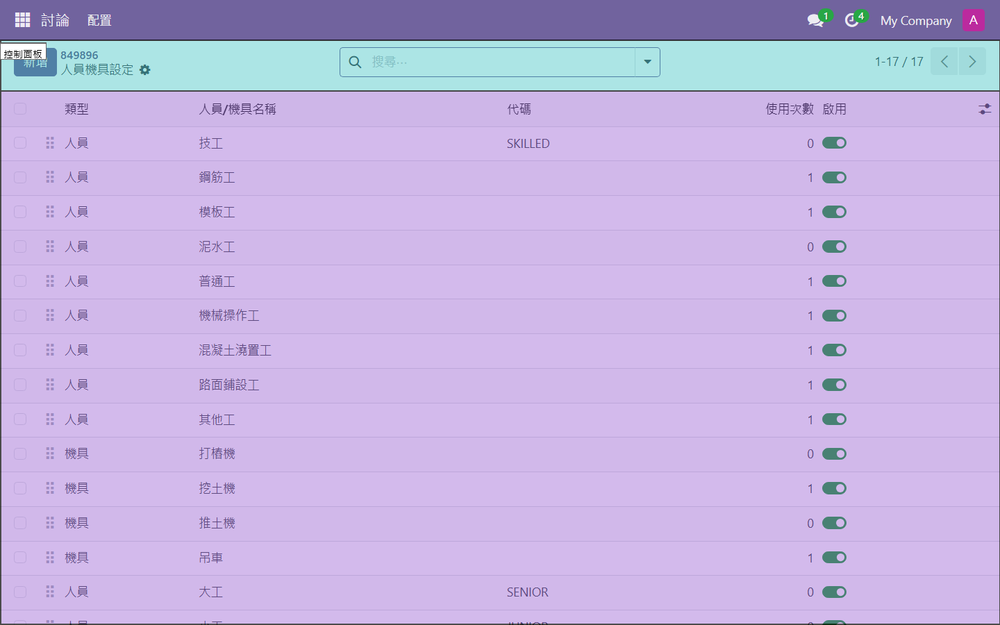 討論 配置 1 4 My Company A
控制面板
新增 849896 搜尋... 1-17 / 17
人員機具設定
類型 人員/機具名稱 代碼 使用次數 啟用
人員 技工 SKILLED 0
人員 鋼筋工 1
人員 模板工 1
人員 泥水工 0
人員 普通工 1
人員 機械操作工 1
人員 混凝土澆置工 1
人員 路面鋪設工 1
人員 其他工 1
機具 打樁機 0
機具 挖土機 1
機具 推土機 0
機具 吊車 1
人員 大工 SENIOR 0